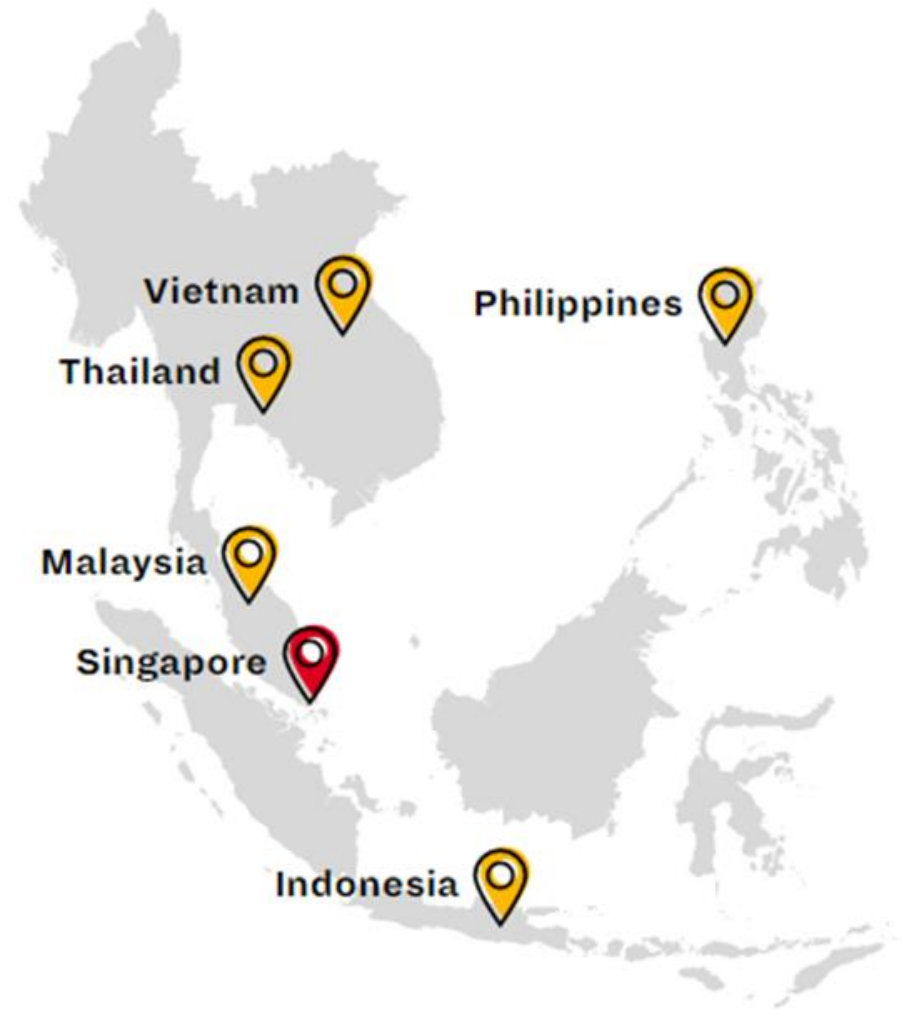 Vietnam
Philippines
Thailand
Malaysia
Singapore
Indonesia